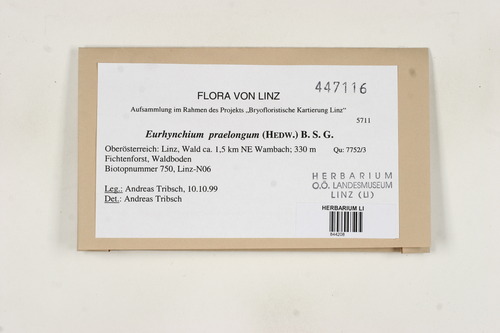 447116
FLORA VON LINZ
Aufsammlung im Rahmen des Projekts „Bryofloristische Kartierung Linz“
5711
Eurhynchium praelongum (HEDW.) B. S. G.
Oberösterreich: Linz, Wald ca. 1,5 km NE Wambach; 330 m Qu: 7752/3
Fichtenforst, Waldboden
Biotopnummer 750, Linz-N06
HERBARIUM
O.Ö. LANDESMUSEUM
LINZ (LI)
Leg.: Andreas Tribsch, 10.10.99
Det.: Andreas Tribsch
HERBARIUM LI
944208